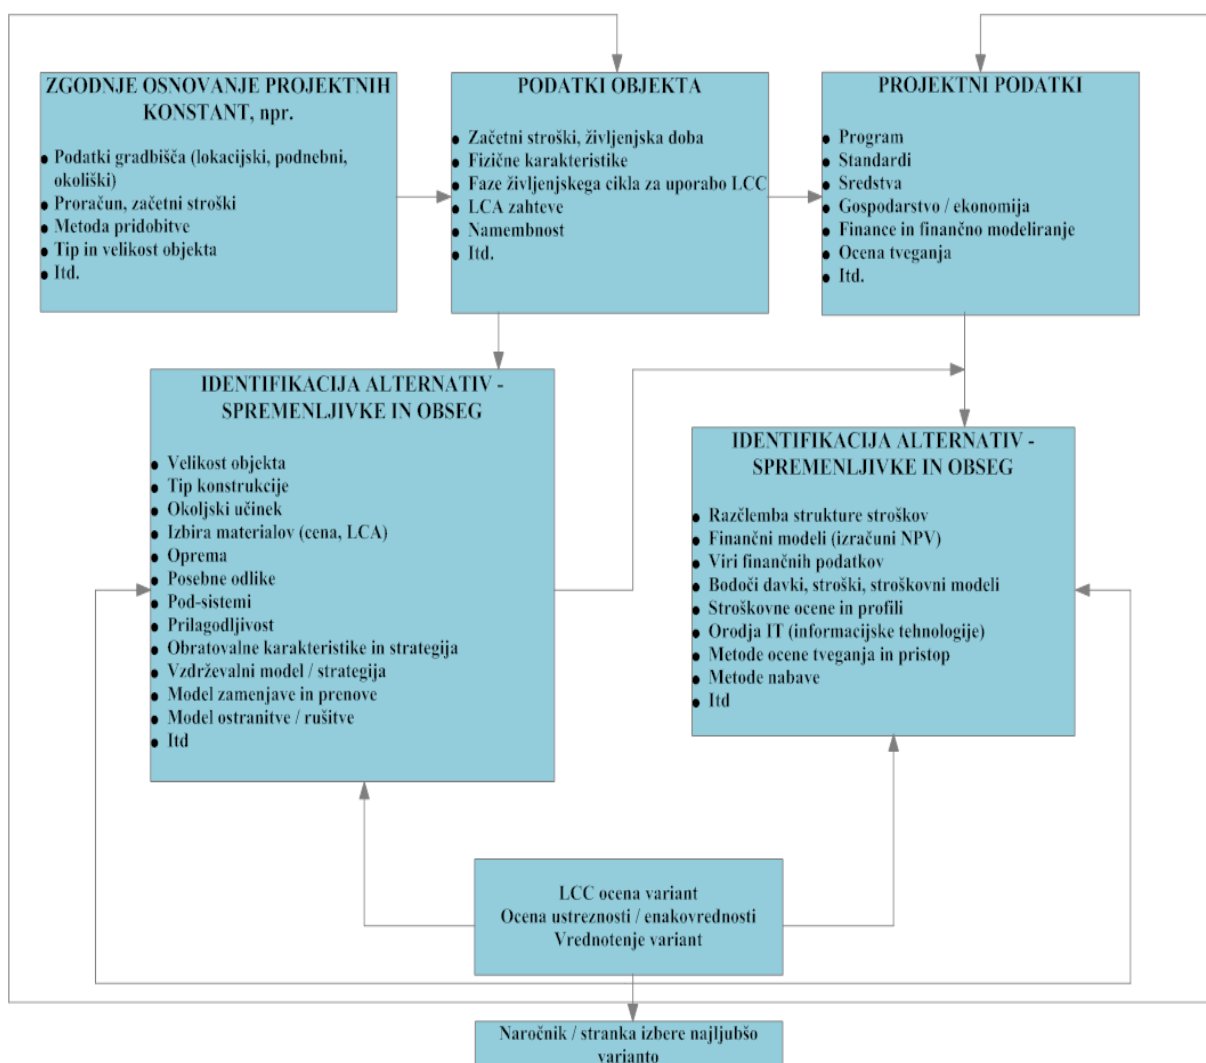 ZGODNJE OSNOVANJE PROJEKTNIH
KONSTANT, npr.
● Podatki gradbišča (lokacijski, podnebni,
okoliški)
● Proračun, začetni stroški
● Metoda pridobitve
● Tip in velikost objekta
● Itd.
PODATKI OBJEKTA
● Začetni stroški, življenjska doba
● Fizične karakteristike
● Faze življenjskega cikla za uporabo LCC
● LCA zahteve
● Namembnost
● Itd.
PROJEKTNI PODATKI
● Program
● Standardi
● Sredstva
● Gospodarstvo / ekonomija
● Finance in finančno modeliranje
● Ocena tveganja
● Itd.
IDENTIFIKACIJA ALTERNATIV -
SPREMENLJIVKE IN OBSEG
● Velikost objekta
● Tip konstrukcije
● Okoljski učinek
● Izbira materialov (cena, LCA)
● Oprema
● Posebne odlike
● Pod-sistemi
● Prilagodljivost
● Obratovalne karakteristike in strategija
● Vzdrževalni model / strategija
● Model zamenjave in prenove
● Model ostranitve / rušitve
● Itd
IDENTIFIKACIJA ALTERNATIV -
SPREMENLJIVKE IN OBSEG
● Razčlemba strukture stroškov
● Finančni modeli (izračuni NPV)
● Viri finančnih podatkov
● Bodoči davki, stroški, stroškovni modeli
● Stroškovne ocene in profili
● Orodja IT (informacijske tehnologije)
● Metode ocene tveganja in pristop
● Metode nabave
● Itd
LCC ocena variant
Ocena ustreznosti / enakovrednosti
Vrednotenje variant
Naročnik / stranka izbere najljubšo
varianto